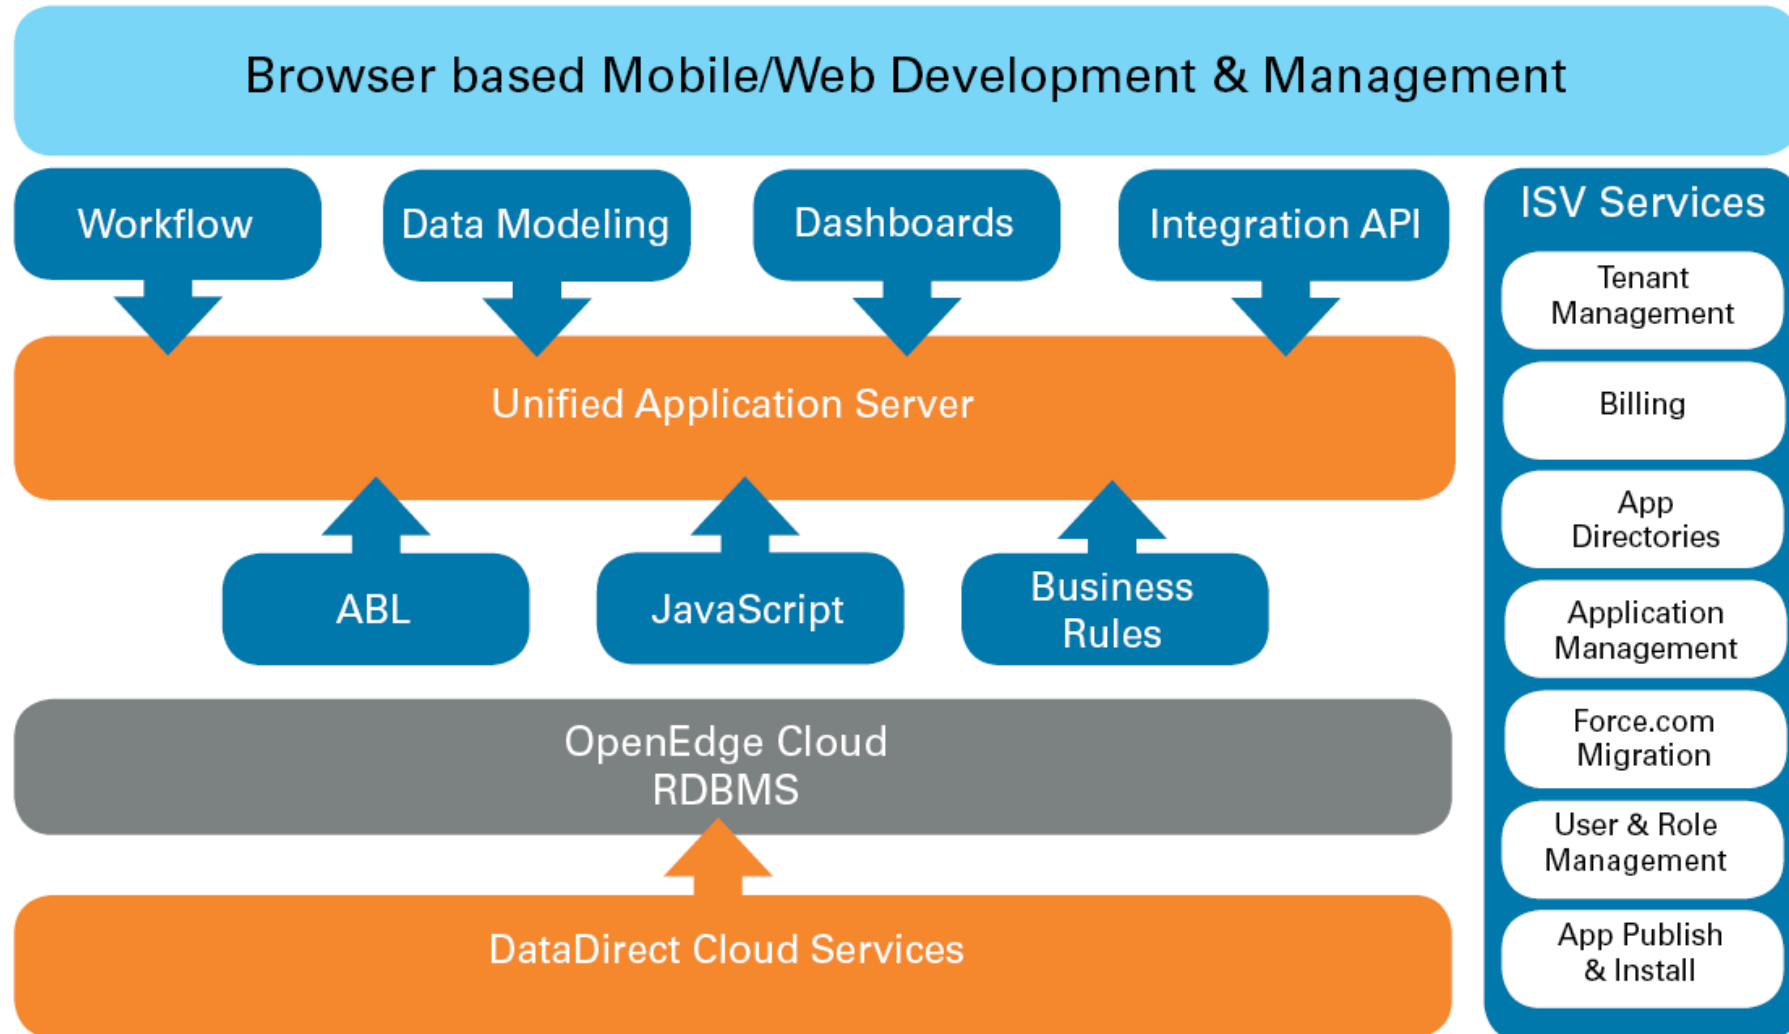 Browser based Mobile/Web Development & Management
Workflow
Data Modeling
Dashboards
Integration API
Unified Application Server
ABL
JavaScript
Business
Rules
OpenEdge Cloud
RDBMS
DataDirect Cloud Services
ISV Services
Tenant
Management
Billing
App
Directories
Application
Management
Force.com
Migration
User & Role
Management
App Publish
& Install